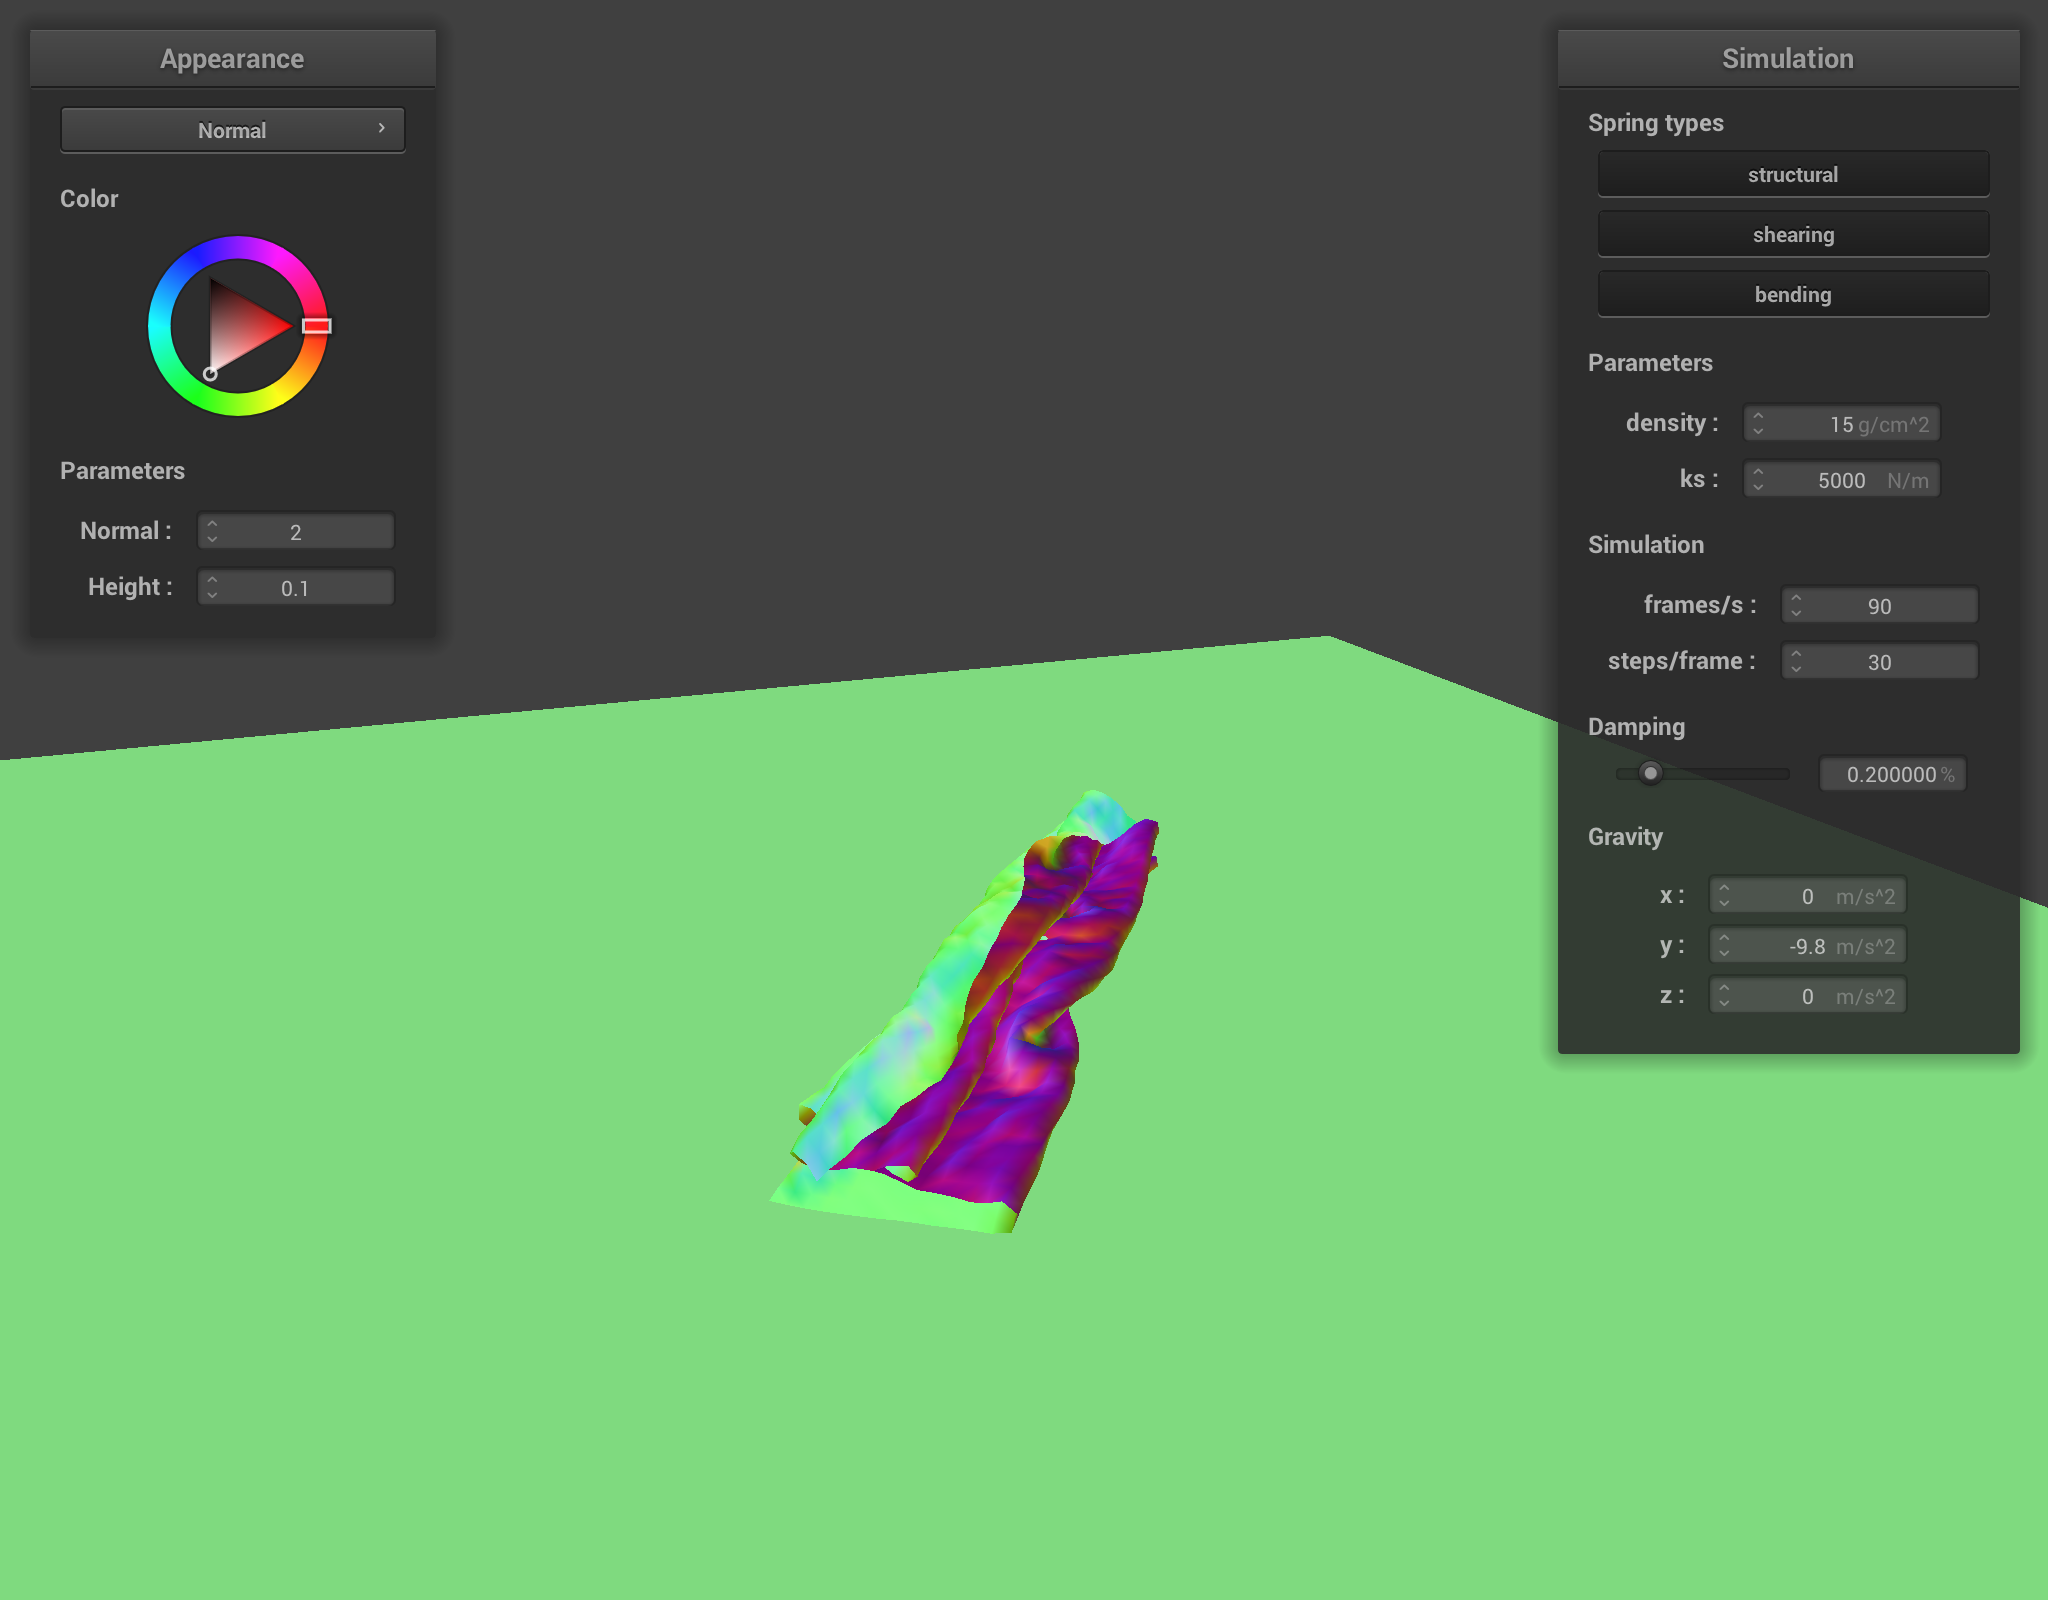 Appearance
Normal
Color
Parameters
Normal : 2
Height : 0.1
Simulation
Spring types
structural
shearing
bending
Parameters
density : 15 g/cm^2
ks : 5000 N/m
Simulation
frames/s : 90
steps/frame : 30
Damping
0.200000 %
Gravity
x : 0 m/s^2
y : -9.8 m/s^2
z : 0 m/s^2